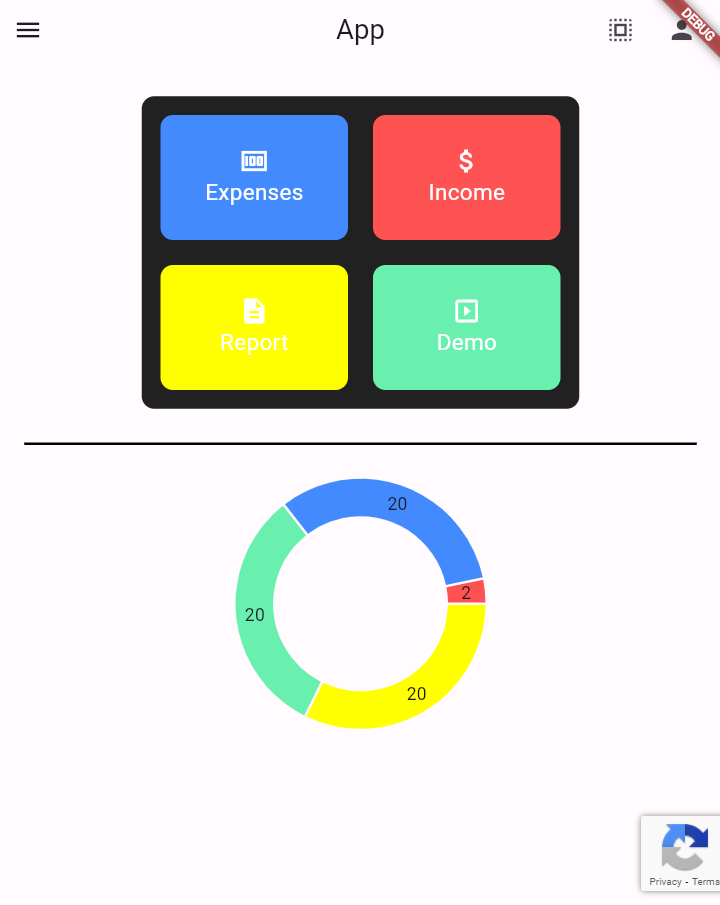 App
DEBUG
Expenses
Income
Report
Demo
20
2
20
20
Privacy - Terms